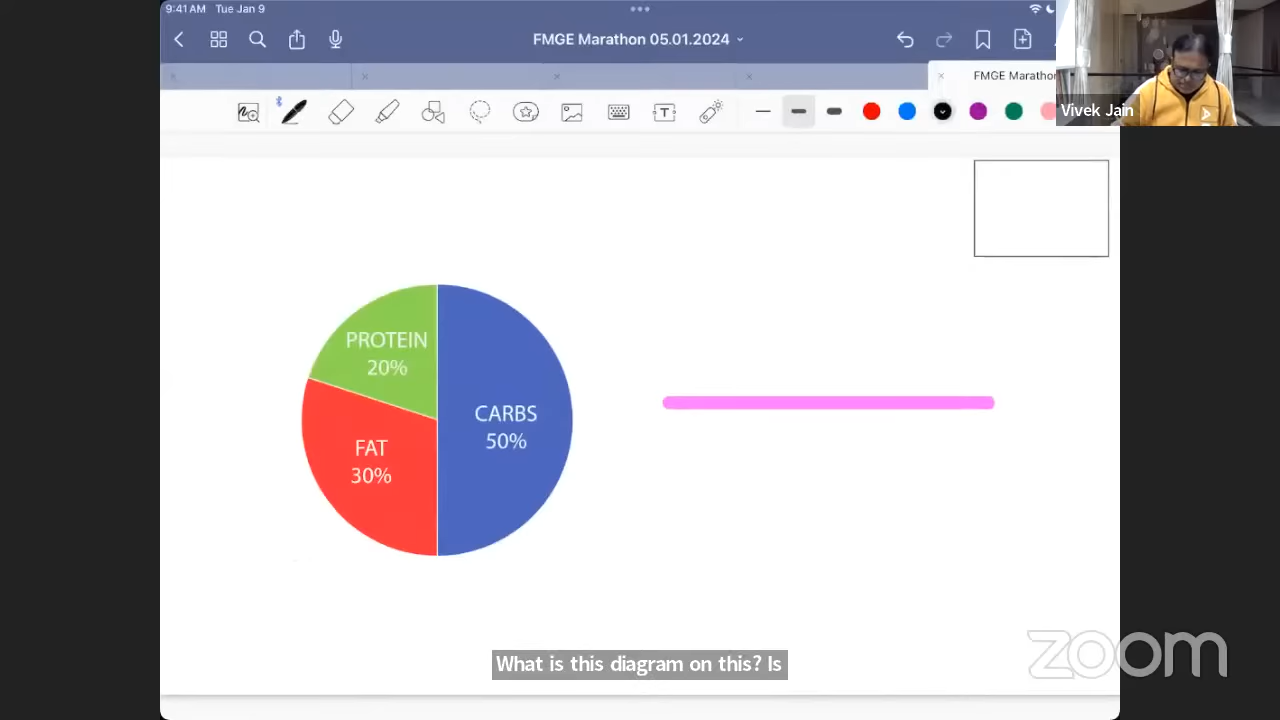 9:41 AM Tue Jan 9
FMGE Marathon 05.01.2024
FMGE Marathon
T
Vivek Jain
PROTEIN
20%
CARBS
50%
FAT
30%
What is this diagram on this? Is
zoom